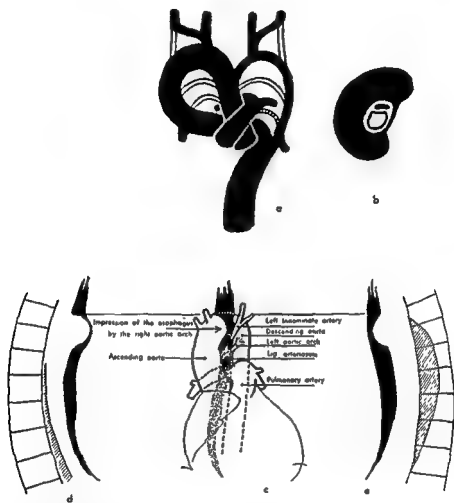 a
b
Impression of the esophagus
by the right aortic arch
Ascending aorta
Left Innominate artery
Descending aorta
Left aortic arch
Lig. arteriosum
Pulmonary artery
d
c
e